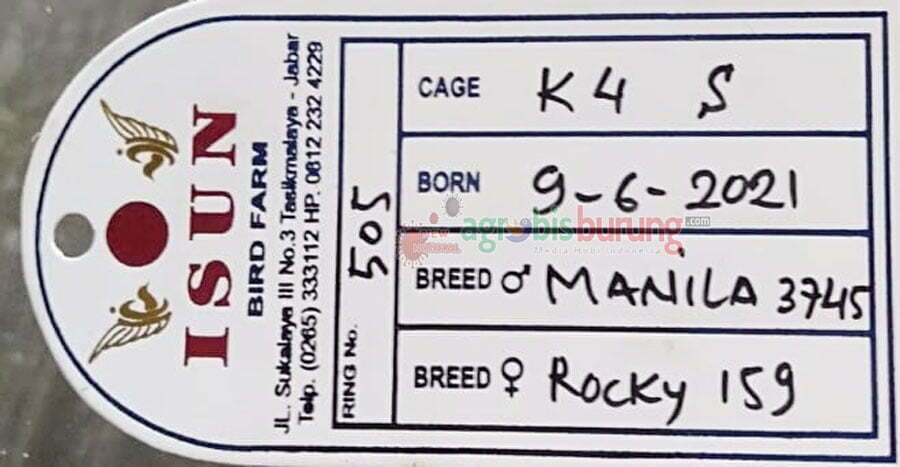 ISUN
BIRD FARM
JL. Sukalaya III No.3 Tasikmalaya - Jabar
Telp. (0265) 333112 HP. 0812 232 4229
RING No. 505
CAGE K4 S
BORN 9-6-2021
BREED ♂ MANILA 3745
BREED ♀ Rocky 159
agrobisburung.com